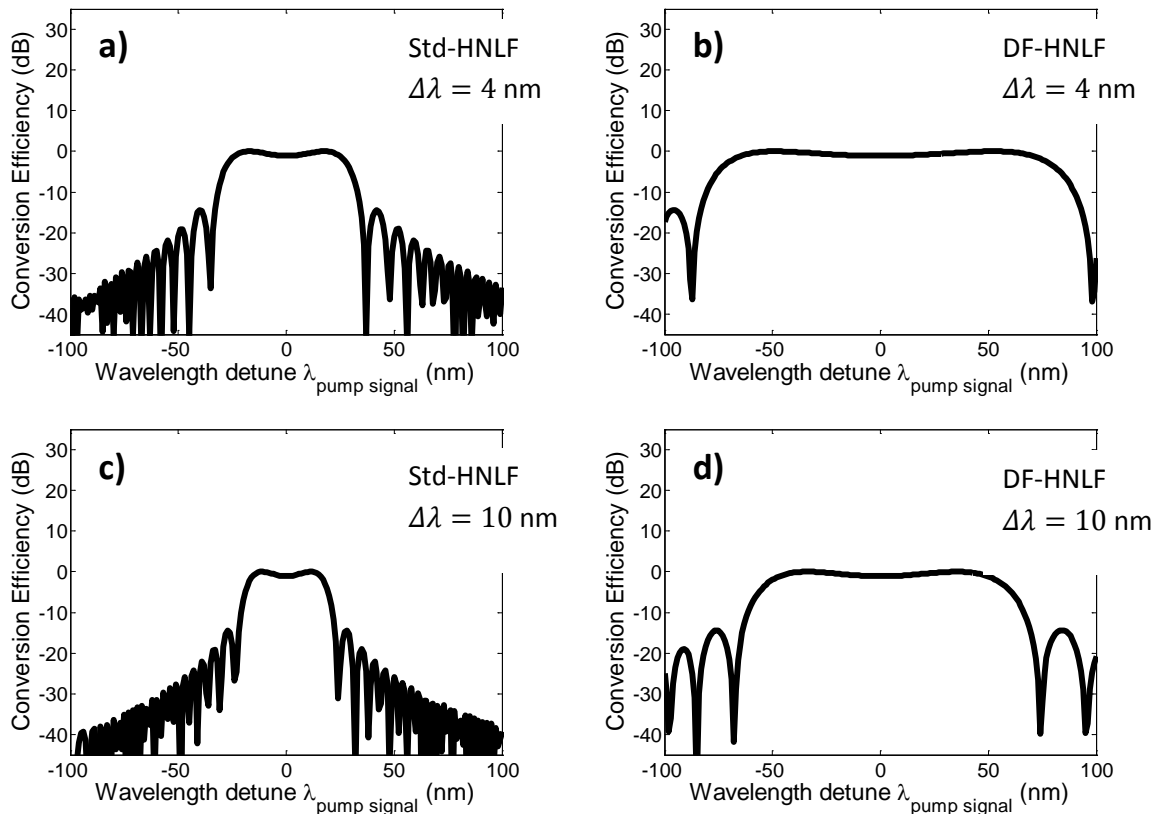 a)
Std-HNLF
Δλ = 4 nm
Conversion Efficiency (dB)
30
20
10
0
-10
-20
-30
-40
-100
-50
0
50
100
Wavelength detune λpump signal (nm)
b)
DF-HNLF
Δλ = 4 nm
Conversion Efficiency (dB)
30
20
10
0
-10
-20
-30
-40
-100
-50
0
50
100
Wavelength detune λpump signal (nm)
c)
Std-HNLF
Δλ = 10 nm
Conversion Efficiency (dB)
30
20
10
0
-10
-20
-30
-40
-100
-50
0
50
100
Wavelength detune λpump signal (nm)
d)
DF-HNLF
Δλ = 10 nm
Conversion Efficiency (dB)
30
20
10
0
-10
-20
-30
-40
-100
-50
0
50
100
Wavelength detune λpump signal (nm)